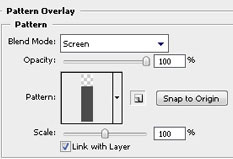 Pattern Overlay
Pattern
Blend Mode: Screen
Opacity: 100 %
Pattern: Snap to Origin
Scale: 100 %
Link with Layer